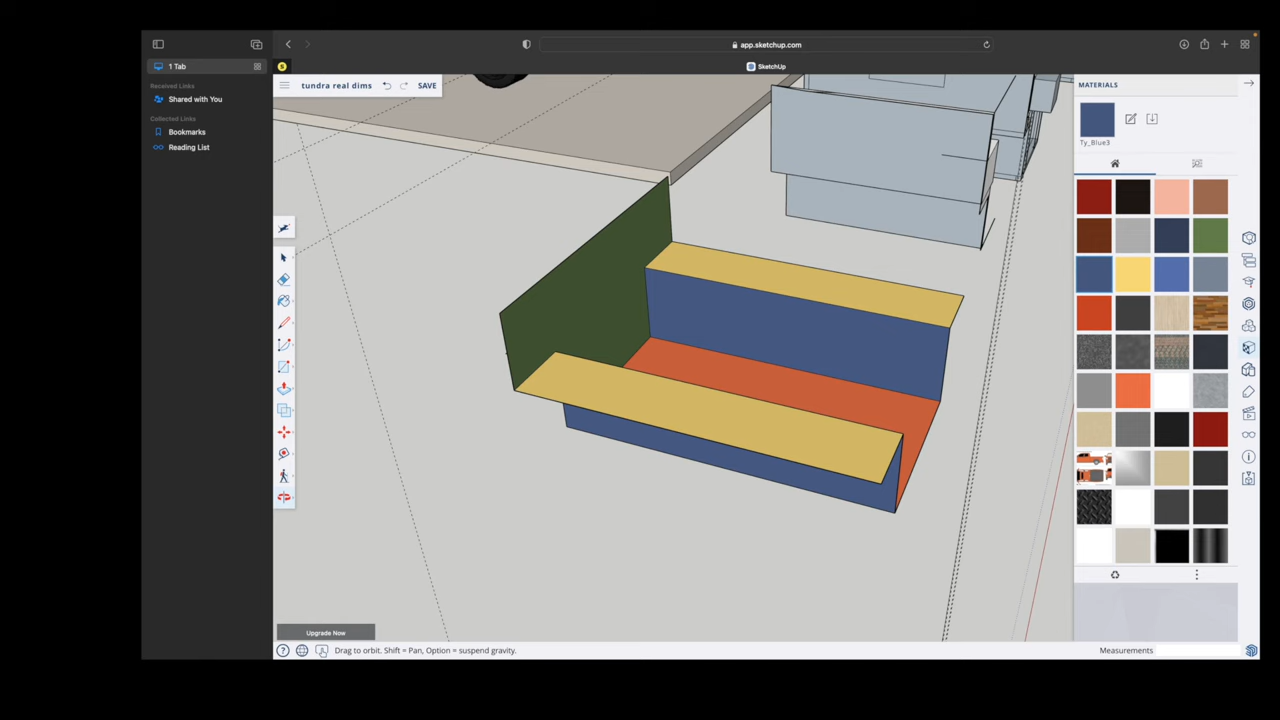 app.sketchup.com
1 Tab
SketchUp
tundra real dims
SAVE
MATERIALS
Received Links
Shared with You
Collected Links
Bookmarks
Reading List
Ty_Blue3
Upgrade Now
Drag to orbit. Shift = Pan, Option = suspend gravity.
Measurements